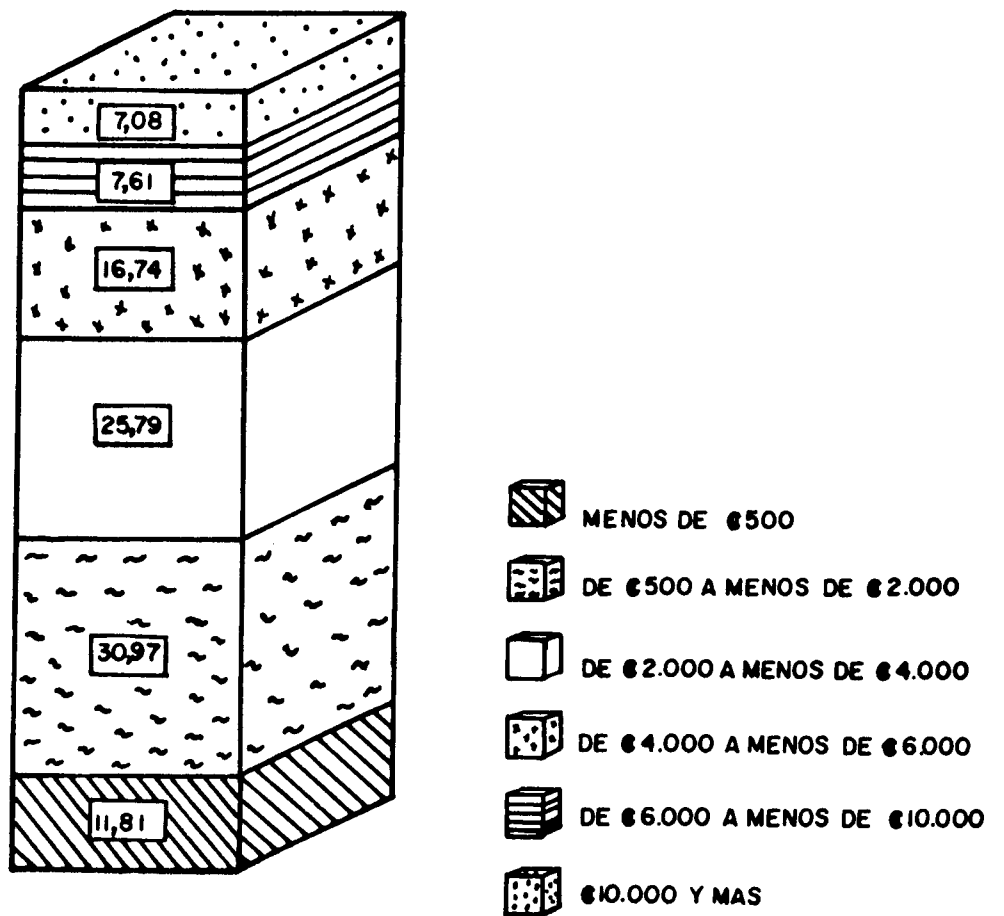 7,08
7,61
16,74
25,79
30,97
11,81
MENOS DE ₡500
DE ₡500 A MENOS DE ₡2.000
DE ₡2.000 A MENOS DE ₡4.000
DE ₡4.000 A MENOS DE ₡6.000
DE ₡6.000 A MENOS DE ₡10.000
₡10.000 Y MAS